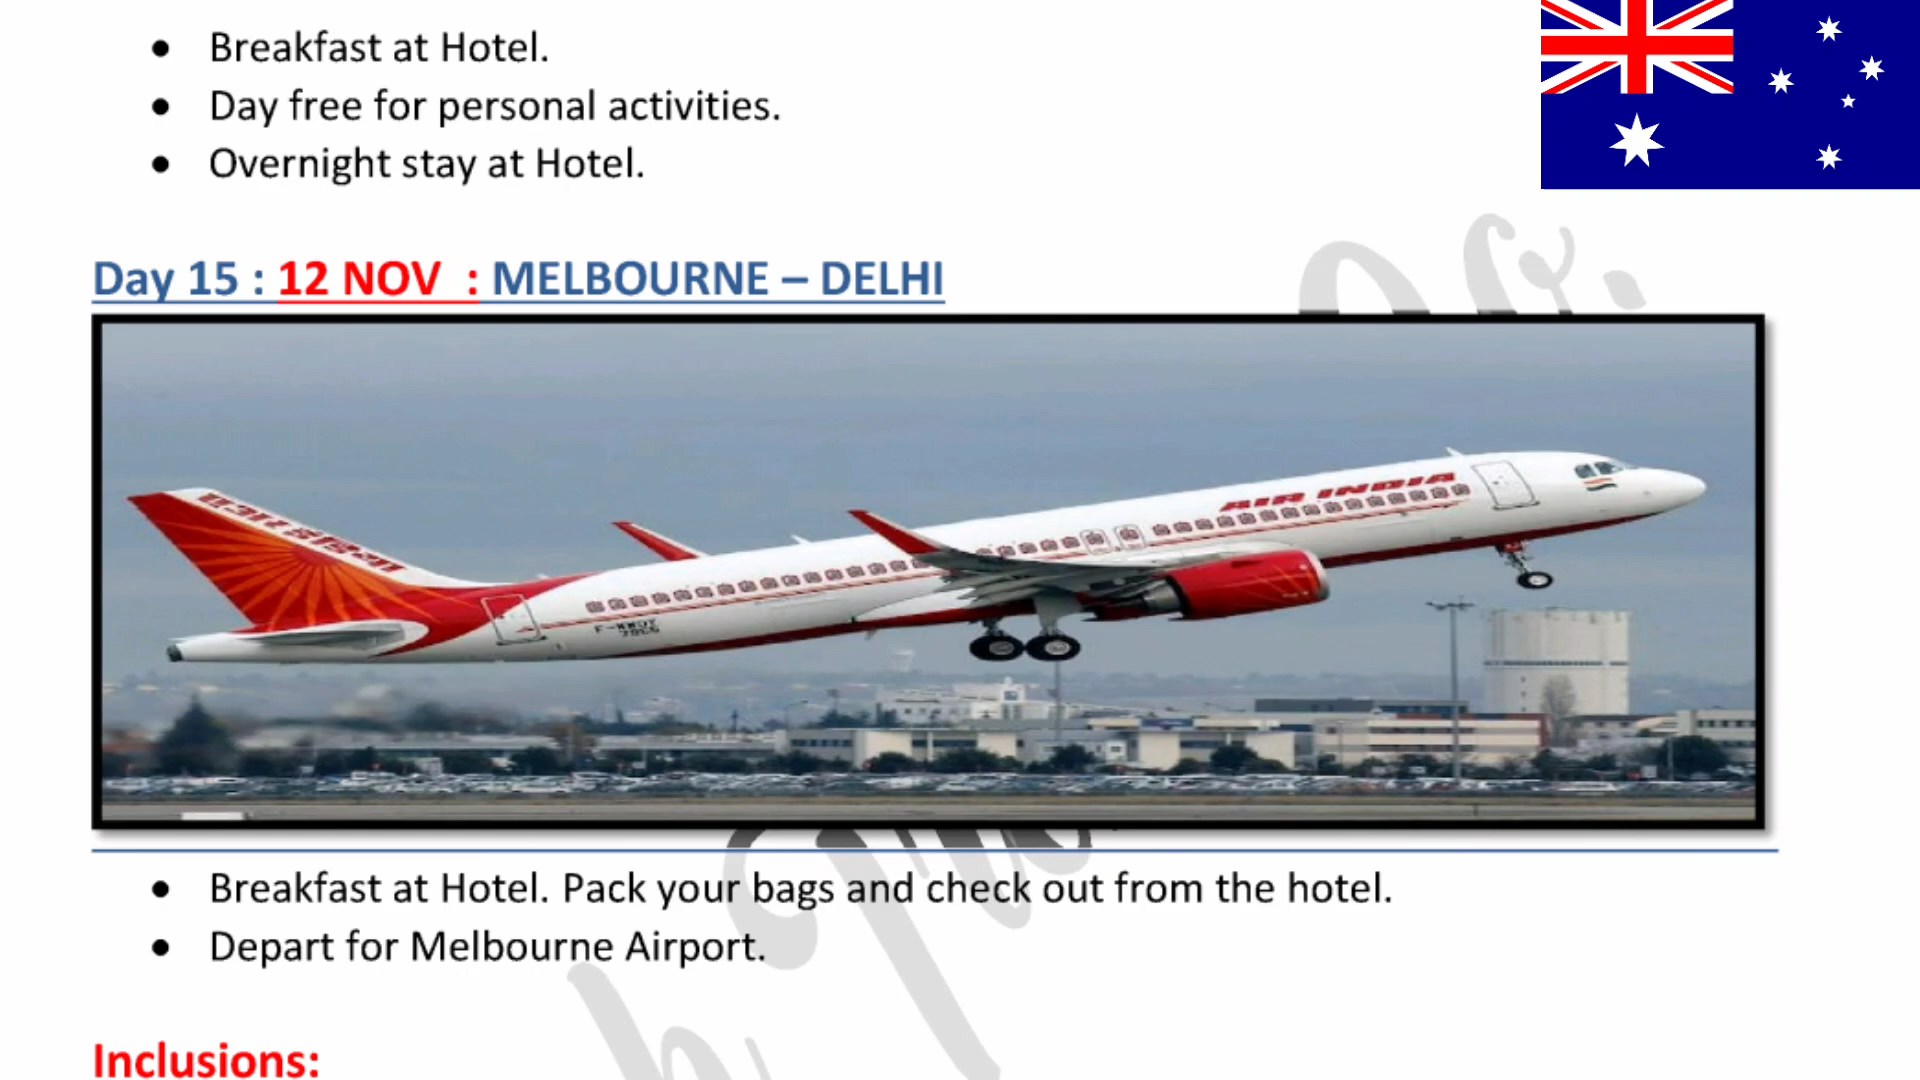 • Breakfast at Hotel.
• Day free for personal activities.
• Overnight stay at Hotel.
Day 15 : 12 NOV : MELBOURNE – DELHI
AIR INDIA
• Breakfast at Hotel. Pack your bags and check out from the hotel.
• Depart for Melbourne Airport.
Inclusions: